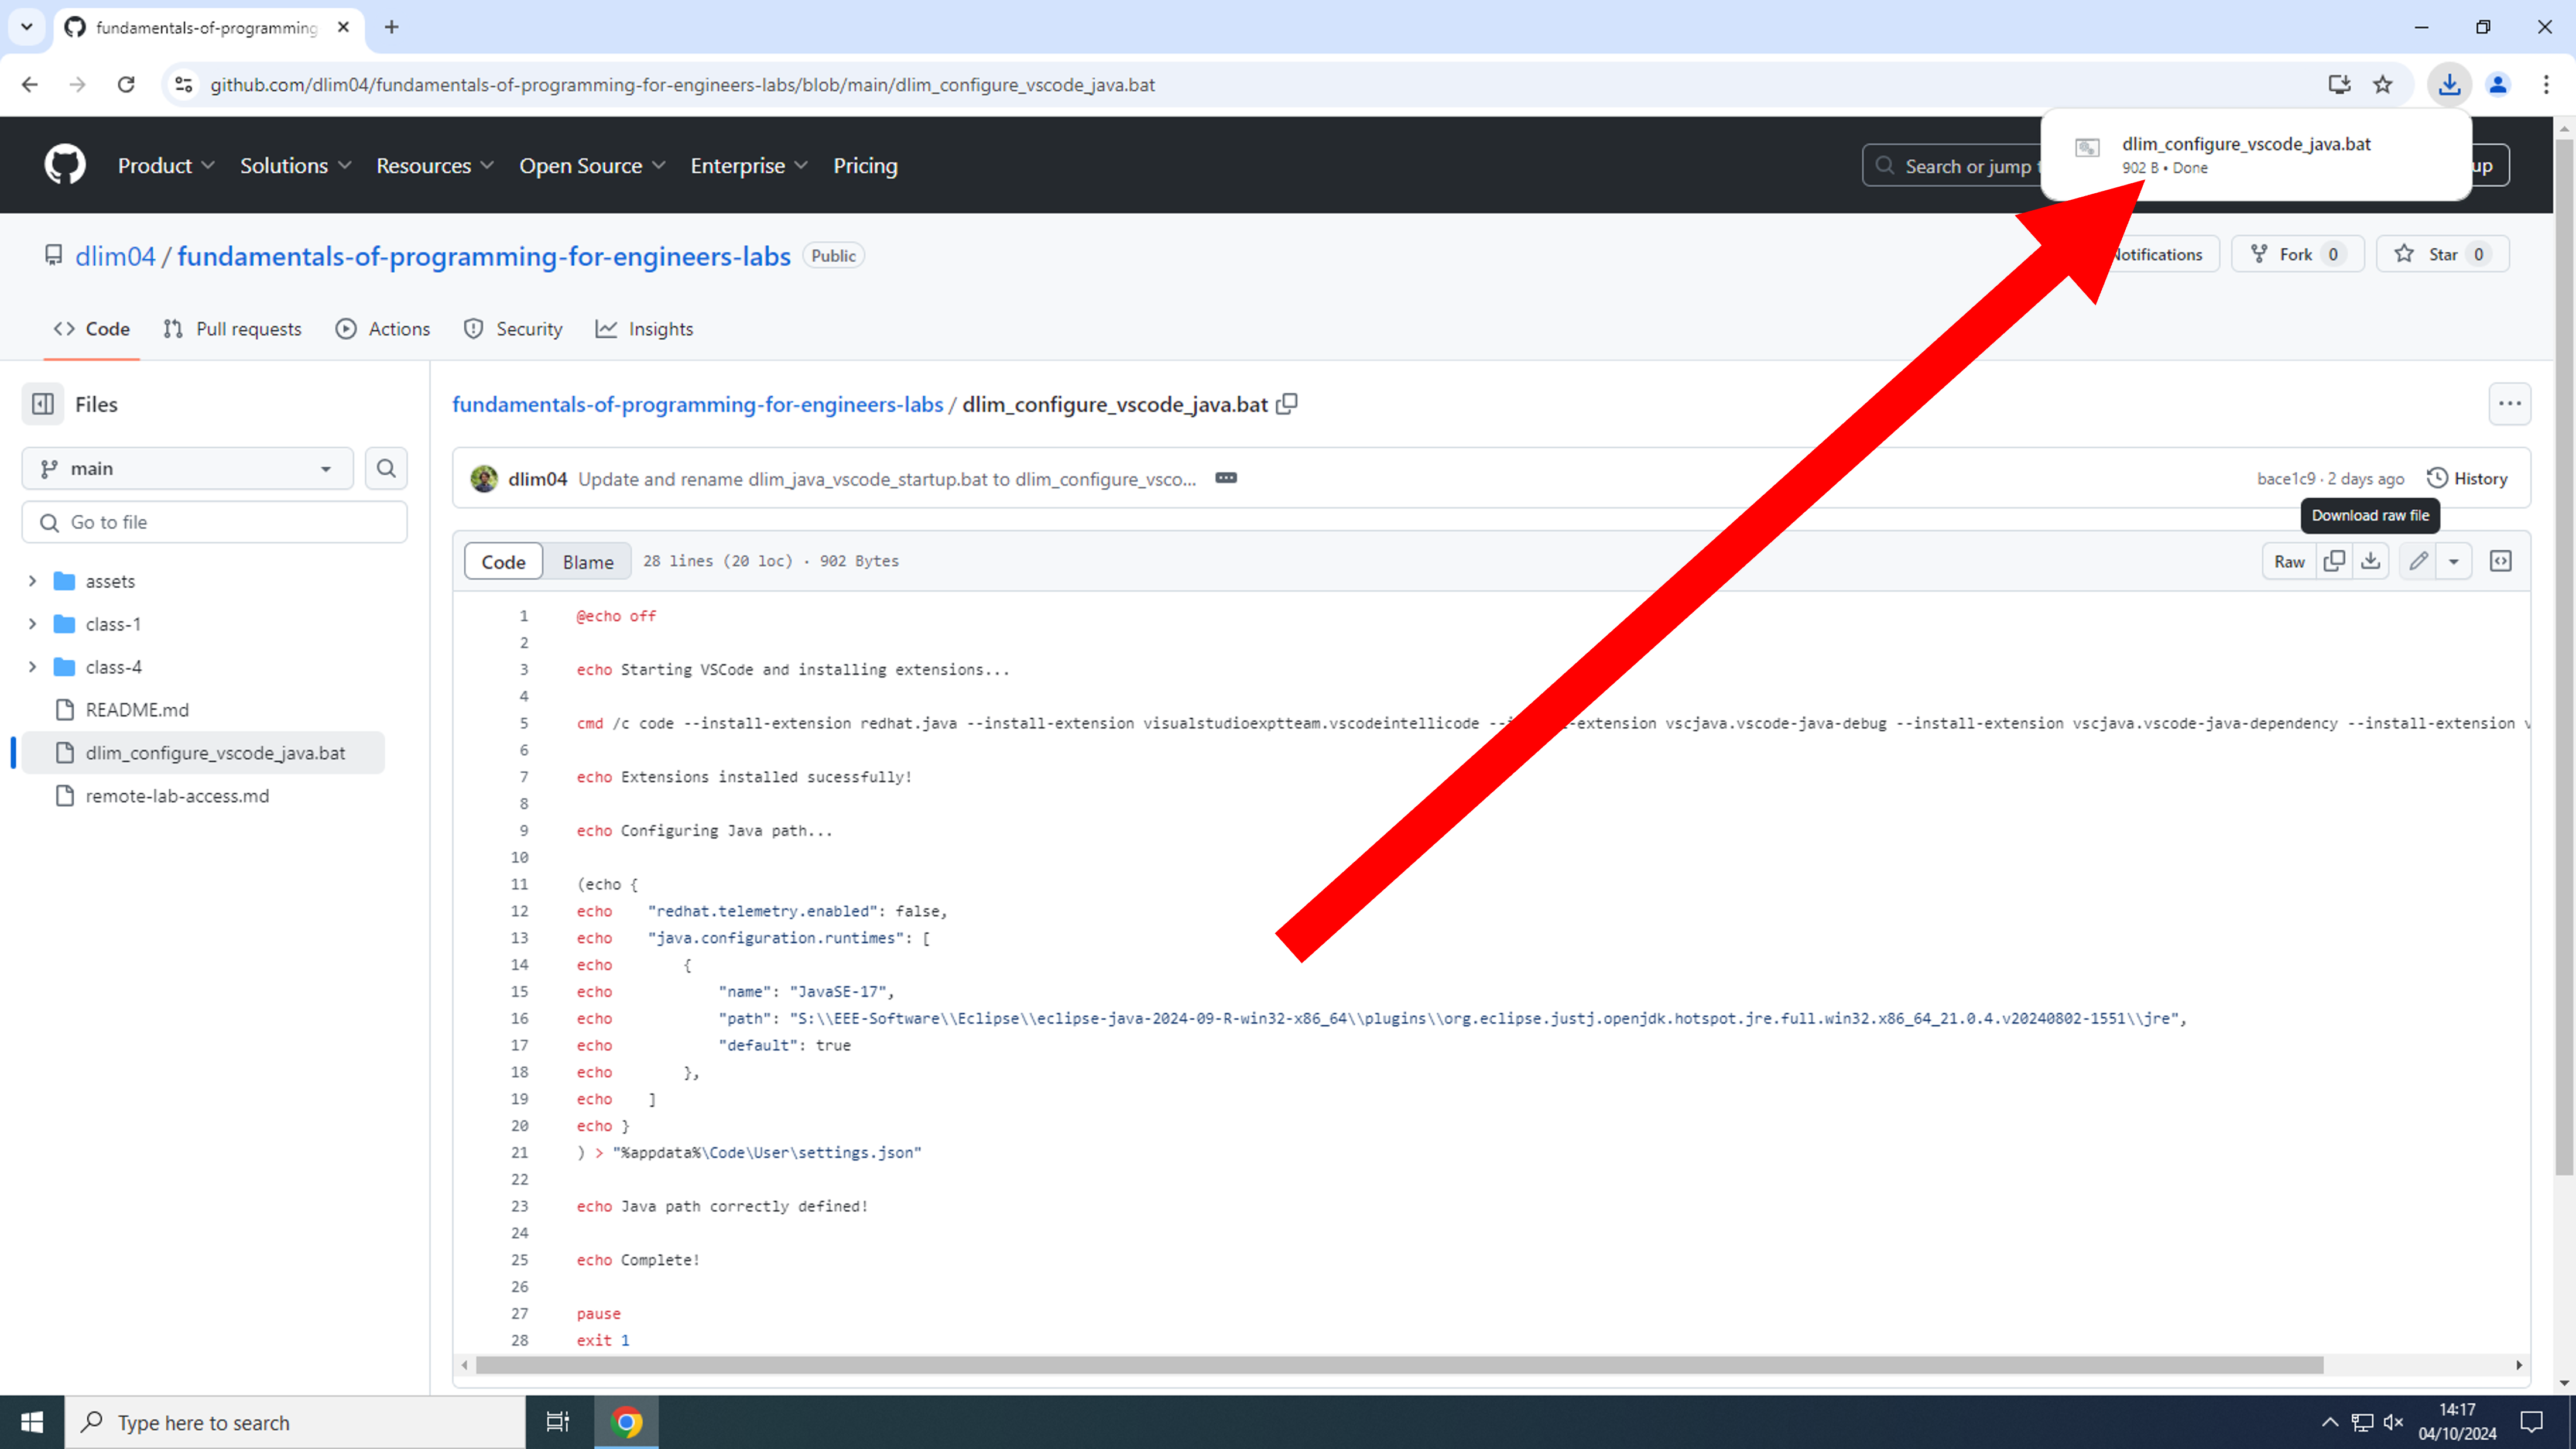 fundamentals-of-programming
github.com/dlim04/fundamentals-of-programming-for-engineers-labs/blob/main/dlim_configure_vscode_java.bat
dlim_configure_vscode_java.bat
902 B • Done
Product
Solutions
Resources
Open Source
Enterprise
Pricing
Search or jump
up
dlim04 / fundamentals-of-programming-for-engineers-labs
Public
Notifications
Fork 0
Star 0
Code
Pull requests
Actions
Security
Insights
Files
main
Go to file
assets
class-1
class-4
README.md
dlim_configure_vscode_java.bat
remote-lab-access.md
fundamentals-of-programming-for-engineers-labs / dlim_configure_vscode_java.bat
dlim04 Update and rename dlim_java_vscode_startup.bat to dlim_configure_vsco...
bace1c9 · 2 days ago
History
Download raw file
Code
Blame
28 lines (20 loc) · 902 Bytes
Raw
1 @echo off
2
3 echo Starting VSCode and installing extensions...
4
5 cmd /c code --install-extension redhat.java --install-extension visualstudioexptteam.vscodeintellicode -- -extension vscjava.vscode-java-debug --install-extension vscjava.vscode-java-dependency --install-extension v
6
7 echo Extensions installed sucessfully!
8
9 echo Configuring Java path...
10
11 (echo {
12 echo "redhat.telemetry.enabled": false,
13 echo "java.configuration.runtimes": [
14 echo {
15 echo "name": "JavaSE-17",
16 echo "path": "S:\\EEE-Software\\Eclipse\\eclipse-java-2024-09-R-win32-x86_64\\plugins\\org.eclipse.justj.openjdk.hotspot.jre.full.win32.x86_64_21.0.4.v20240802-1551\\jre",
17 echo "default": true
18 echo },
19 echo ]
20 echo }
21 ) > "%appdata%\Code\User\settings.json"
22
23 echo Java path correctly defined!
24
25 echo Complete!
26
27 pause
28 exit 1
Type here to search
14:17
04/10/2024